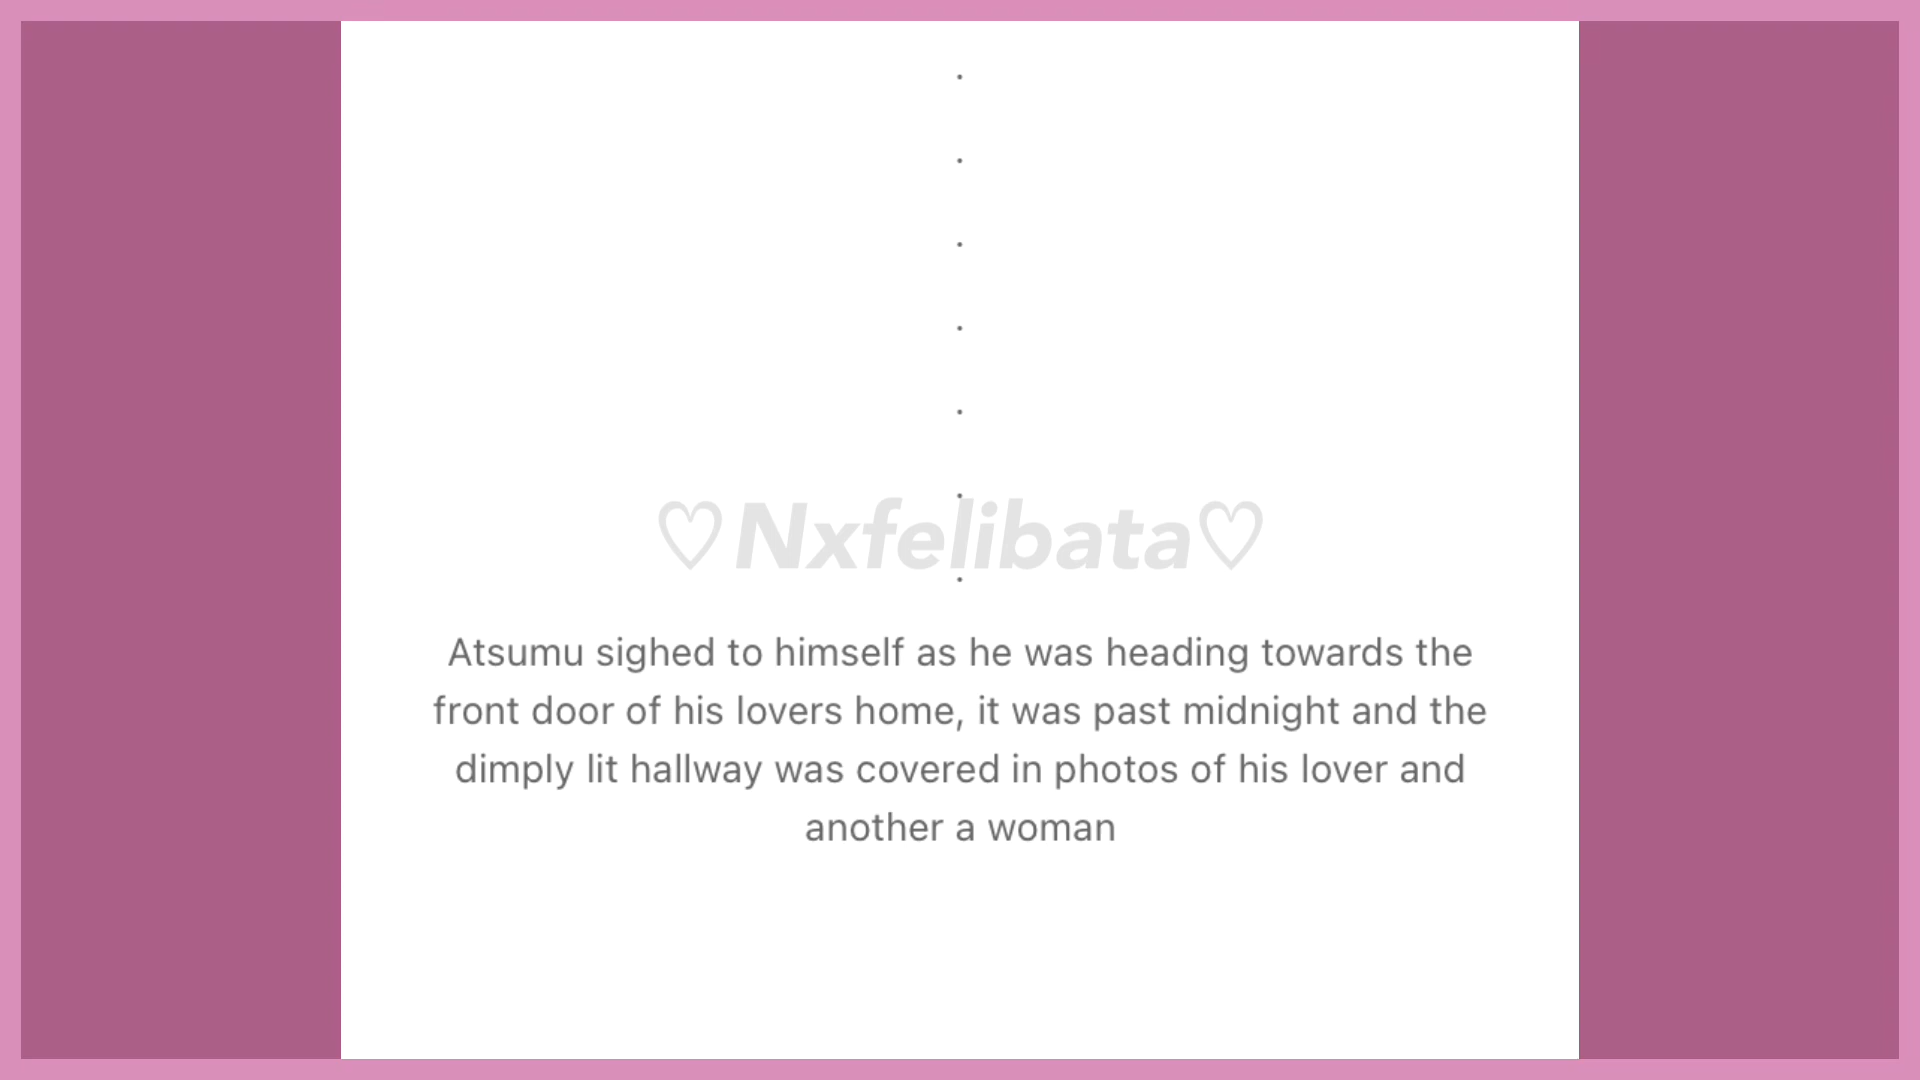 .
.
.
.
.
.
♡Nxfelibata♡
.
Atsumu sighed to himself as he was heading towards the
front door of his lovers home, it was past midnight and the
dimply lit hallway was covered in photos of his lover and
another a woman